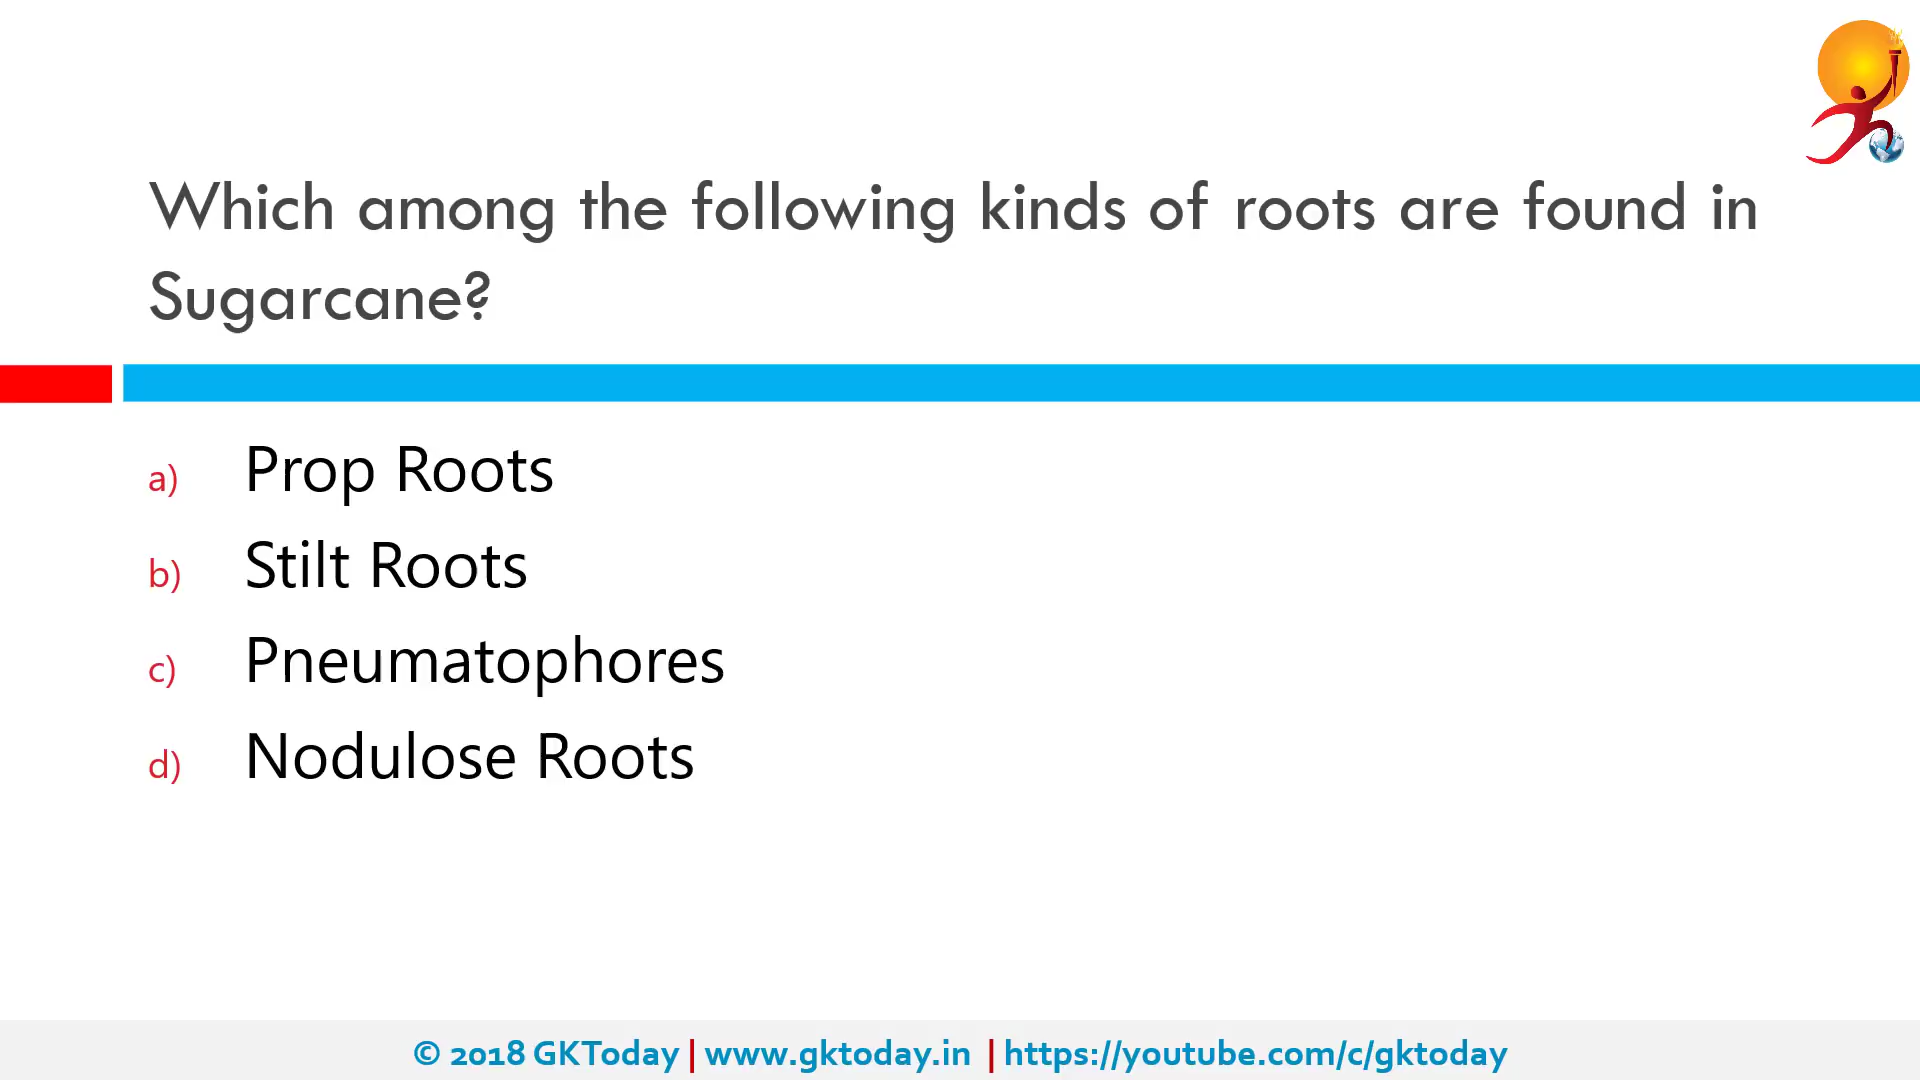 Which among the following kinds of roots are found in
Sugarcane?
a) Prop Roots
b) Stilt Roots
c) Pneumatophores
d) Nodulose Roots
© 2018 GKToday | www.gktoday.in | https://youtube.com/c/gktoday